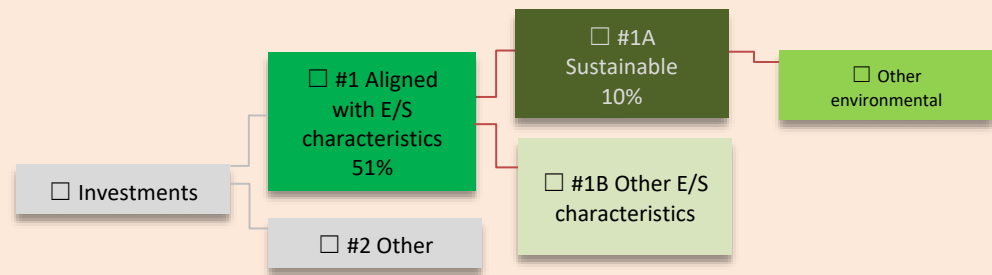 ☐ Investments
☐ #1 Aligned
with E/S
characteristics
51%
☐ #2 Other
☐ #1A
Sustainable
10%
☐ #1B Other E/S
characteristics
☐ Other
environmental